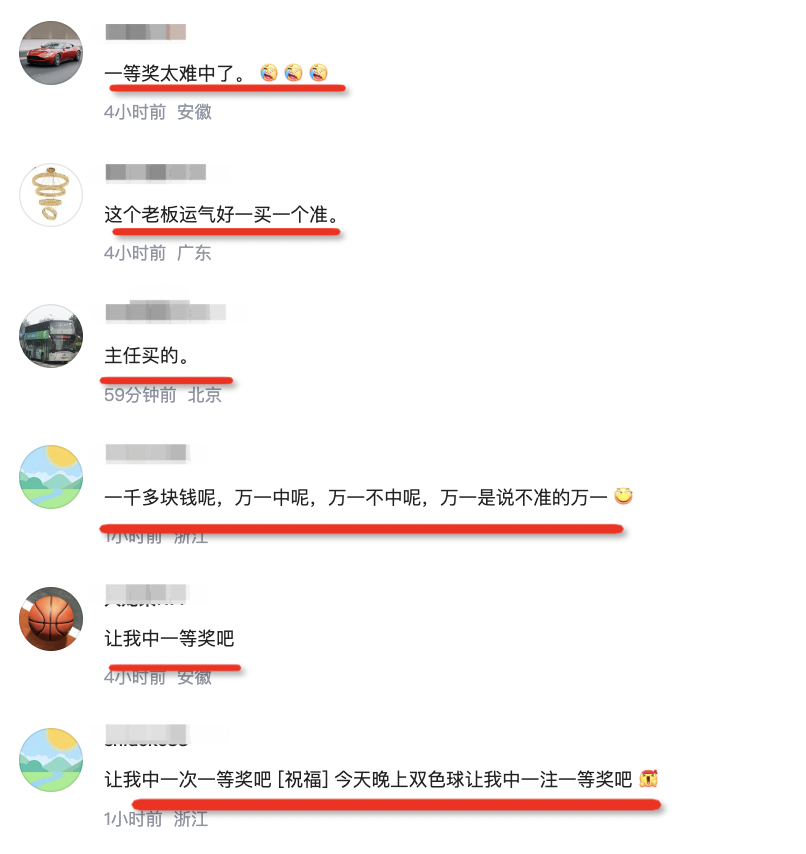 一等奖太难中了。
4小时前 安徽
这个老板运气好一买一个准。
4小时前 广东
主任买的。
59分钟前 北京
一千多块钱呢，万一中呢，万一不中呢，万一是说不准的万一
1小时前 浙江
让我中一等奖吧
4小时前 安徽
让我中一次一等奖吧 [祝福] 今天晚上双色球让我中一注一等奖吧
1小时前 浙江